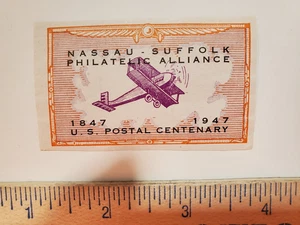 NASSAU - SUFFOLK
PHILATELIC ALLIANCE
1847 1947
U.S. POSTAL CENTENARY
1 2 3 4